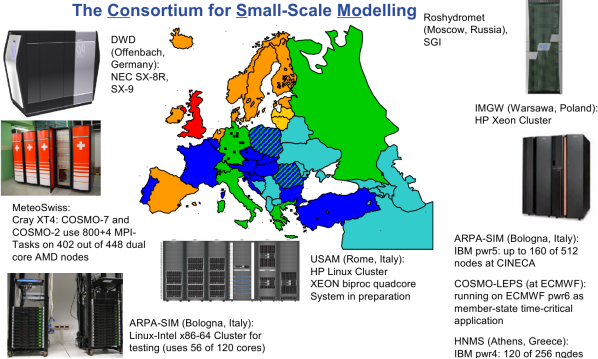 The Consortium for Small-Scale Modelling
Roshydromet
(Moscow, Russia),
SGI
DWD
(Offenbach,
Germany):
NEC SX-8R,
SX-9
IMGW (Warsawa, Poland):
HP Xeon Cluster
MeteoSwiss:
Cray XT4: COSMO-7 and
COSMO-2 use 800+4 MPI-
Tasks on 402 out of 448 dual
core AMD nodes
ARPA-SIM (Bologna, Italy):
IBM pwr5: up to 160 of 512
nodes at CINECA
USAM (Rome, Italy):
HP Linux Cluster
XEON biproc quadcore
System in preparation
COSMO-LEPS (at ECMWF):
running on ECMWF pwr6 as
member-state time-critical
application
ARPA-SIM (Bologna, Italy):
Linux-Intel x86-64 Cluster for
testing (uses 56 of 120 cores)
HNMS (Athens, Greece):
IBM pwr4: 120 of 256 nodes